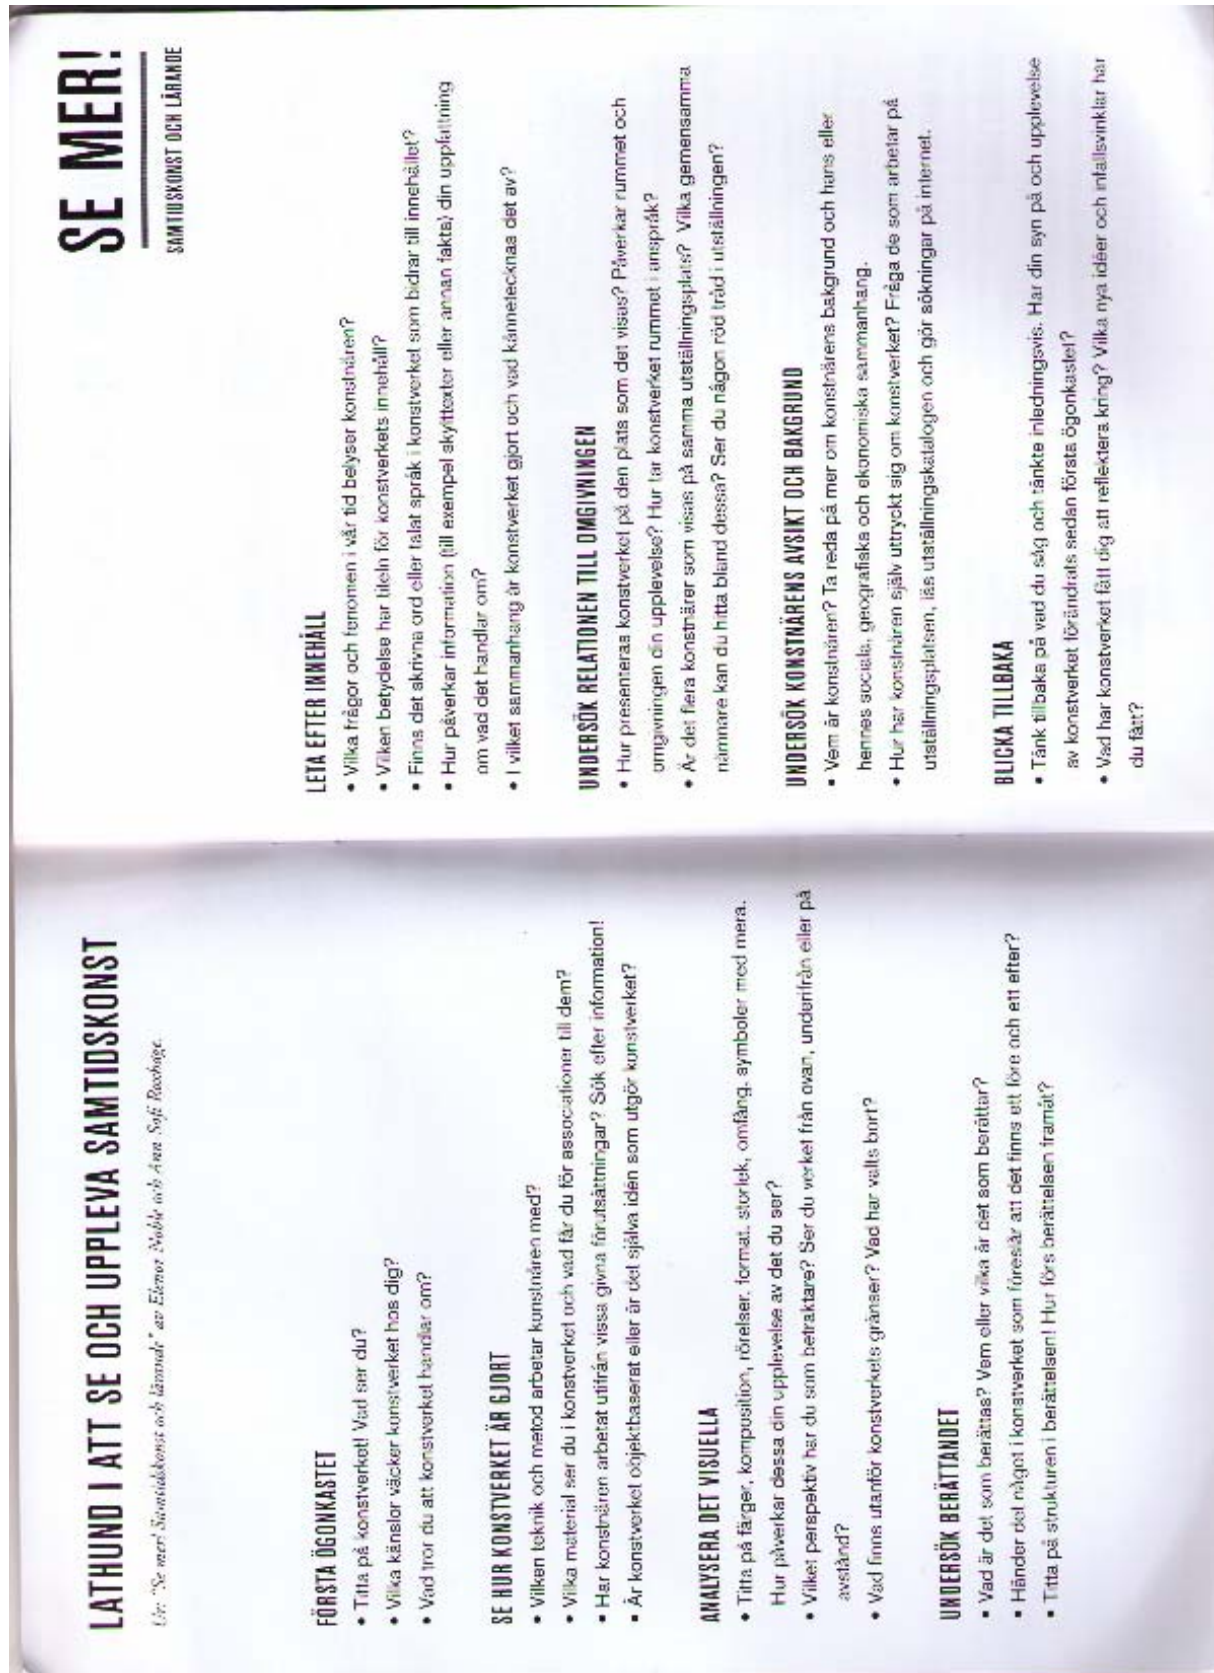 LATHUND I ATT SE OCH UPPLEVA SAMTIDSKONST
Ur: "Se mer! Samtidskonst och lärande" av Elenor Noble och Ann Sofi Roxhage.
FÖRSTA ÖGONKASTET
• Titta på konstverket! Vad ser du?
• Vilka känslor väcker konstverket hos dig?
• Vad tror du att konstverket handlar om?
SE HUR KONSTVERKET ÄR GJORT
• Vilken teknik och metod arbetar konstnären med?
• Vilka material ser du i konstverket och vad får du för associationer till dem?
• Har konstnären arbetat utifrån vissa givna förutsättningar? Sök efter information!
• Är konstverket objektbaserat eller är det själva idén som utgör konstverket?
ANALYSERA DET VISUELLA
• Titta på färger, komposition, rörelser, format, storlek, omfång, symboler med mera.
Hur påverkar dessa din upplevelse av det du ser?
• Vilket perspektiv har du som betraktare? Ser du verket från ovan, underifrån eller på
avstånd?
• Vad finns utanför konstverkets gränser? Vad har valts bort?
UNDERSÖK BERÄTTANDET
• Vad är det som berättas? Vem eller vilka är det som berättar?
• Händer det något i konstverket som föreslår att det finns ett före och ett efter?
• Titta på strukturen i berättelsen! Hur förs berättelsen framåt?
SE MER!
SAMTIDSKONST OCH LÄRANDE
LETA EFTER INNEHÅLL
• Vilka frågor och fenomen i vår tid belyser konstnären?
• Vilken betydelse har titeln för konstverkets innehåll?
• Finns det skrivna ord eller talat språk i konstverket som bidrar till innehållet?
• Hur påverkar information (till exempel skylttexter eller annan fakta) din uppfattning
om vad det handlar om?
• I vilket sammanhang är konstverket gjort och vad kännetecknas det av?
UNDERSÖK RELATIONEN TILL OMGIVNINGEN
• Hur presenteras konstverket på den plats som det visas? Påverkar rummet och
omgivningen din upplevelse? Hur tar konstverket rummet i anspråk?
• Är det flera konstnärer som visas på samma utställningsplats? Vilka gemensamma
nämnare kan du hitta bland dessa? Ser du någon röd tråd i utställningen?
UNDERSÖK KONSTNÄRENS AVSIKT OCH BAKGRUND
• Vem är konstnären? Ta reda på mer om konstnärens bakgrund och hans eller
hennes sociala, geografiska och ekonomiska sammanhang.
• Hur har konstnären själv uttryckt sig om konstverket? Fråga de som arbetar på
utställningsplatsen, läs utställningskatalogen och gör sökningar på internet.
BLICKA TILLBAKA
• Tänk tillbaka på vad du såg och tänkte inledningsvis. Har din syn på och upplevelse
av konstverket förändrats sedan första ögonkastet?
• Vad har konstverket fått dig att reflektera kring? Vilka nya idéer och infallsvinklar har
du fått?